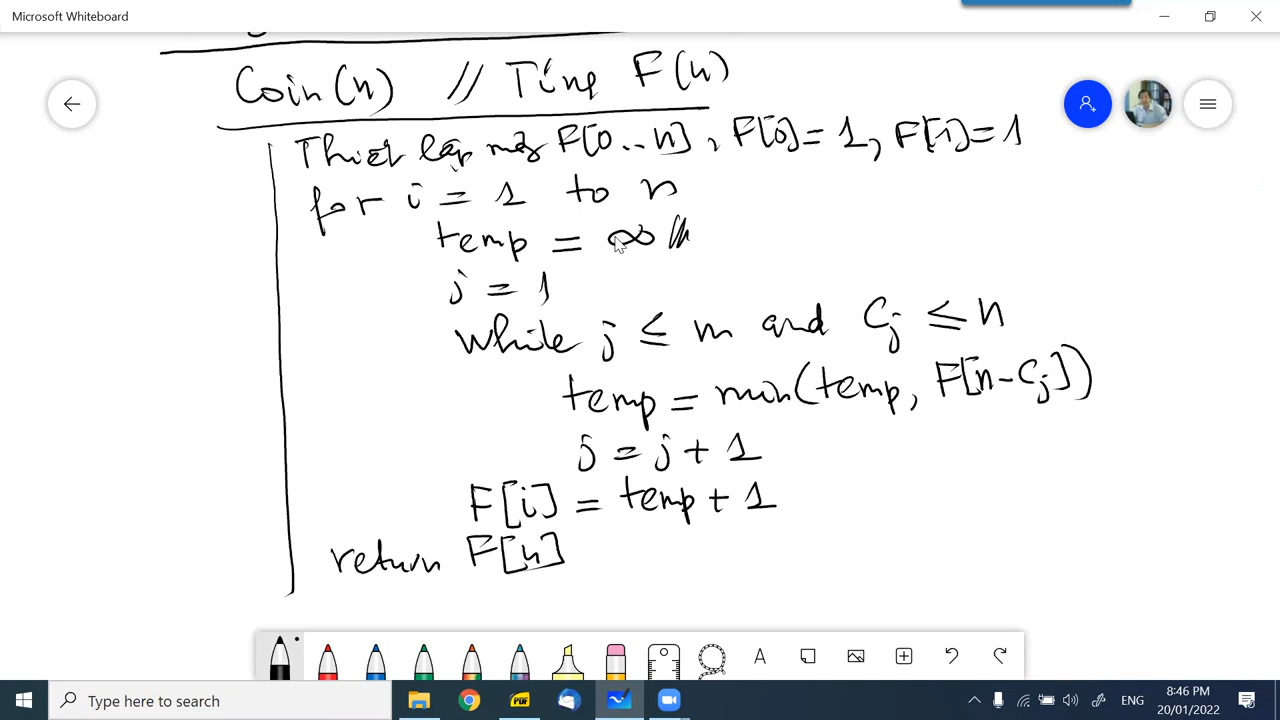 Microsoft Whiteboard
Coin(n) // Tính F(n)
Thiết lập mảng F[0..n], F[0]=1, F[1]=1
for i = 1 to n
temp = ∞
j = 1
while j ≤ m and Cj ≤ n
temp = min(temp, F[n-Cj])
j = j + 1
F[i] = temp + 1
return F[n]
A
Type here to search
PDF
ENG
8:46 PM
20/01/2022